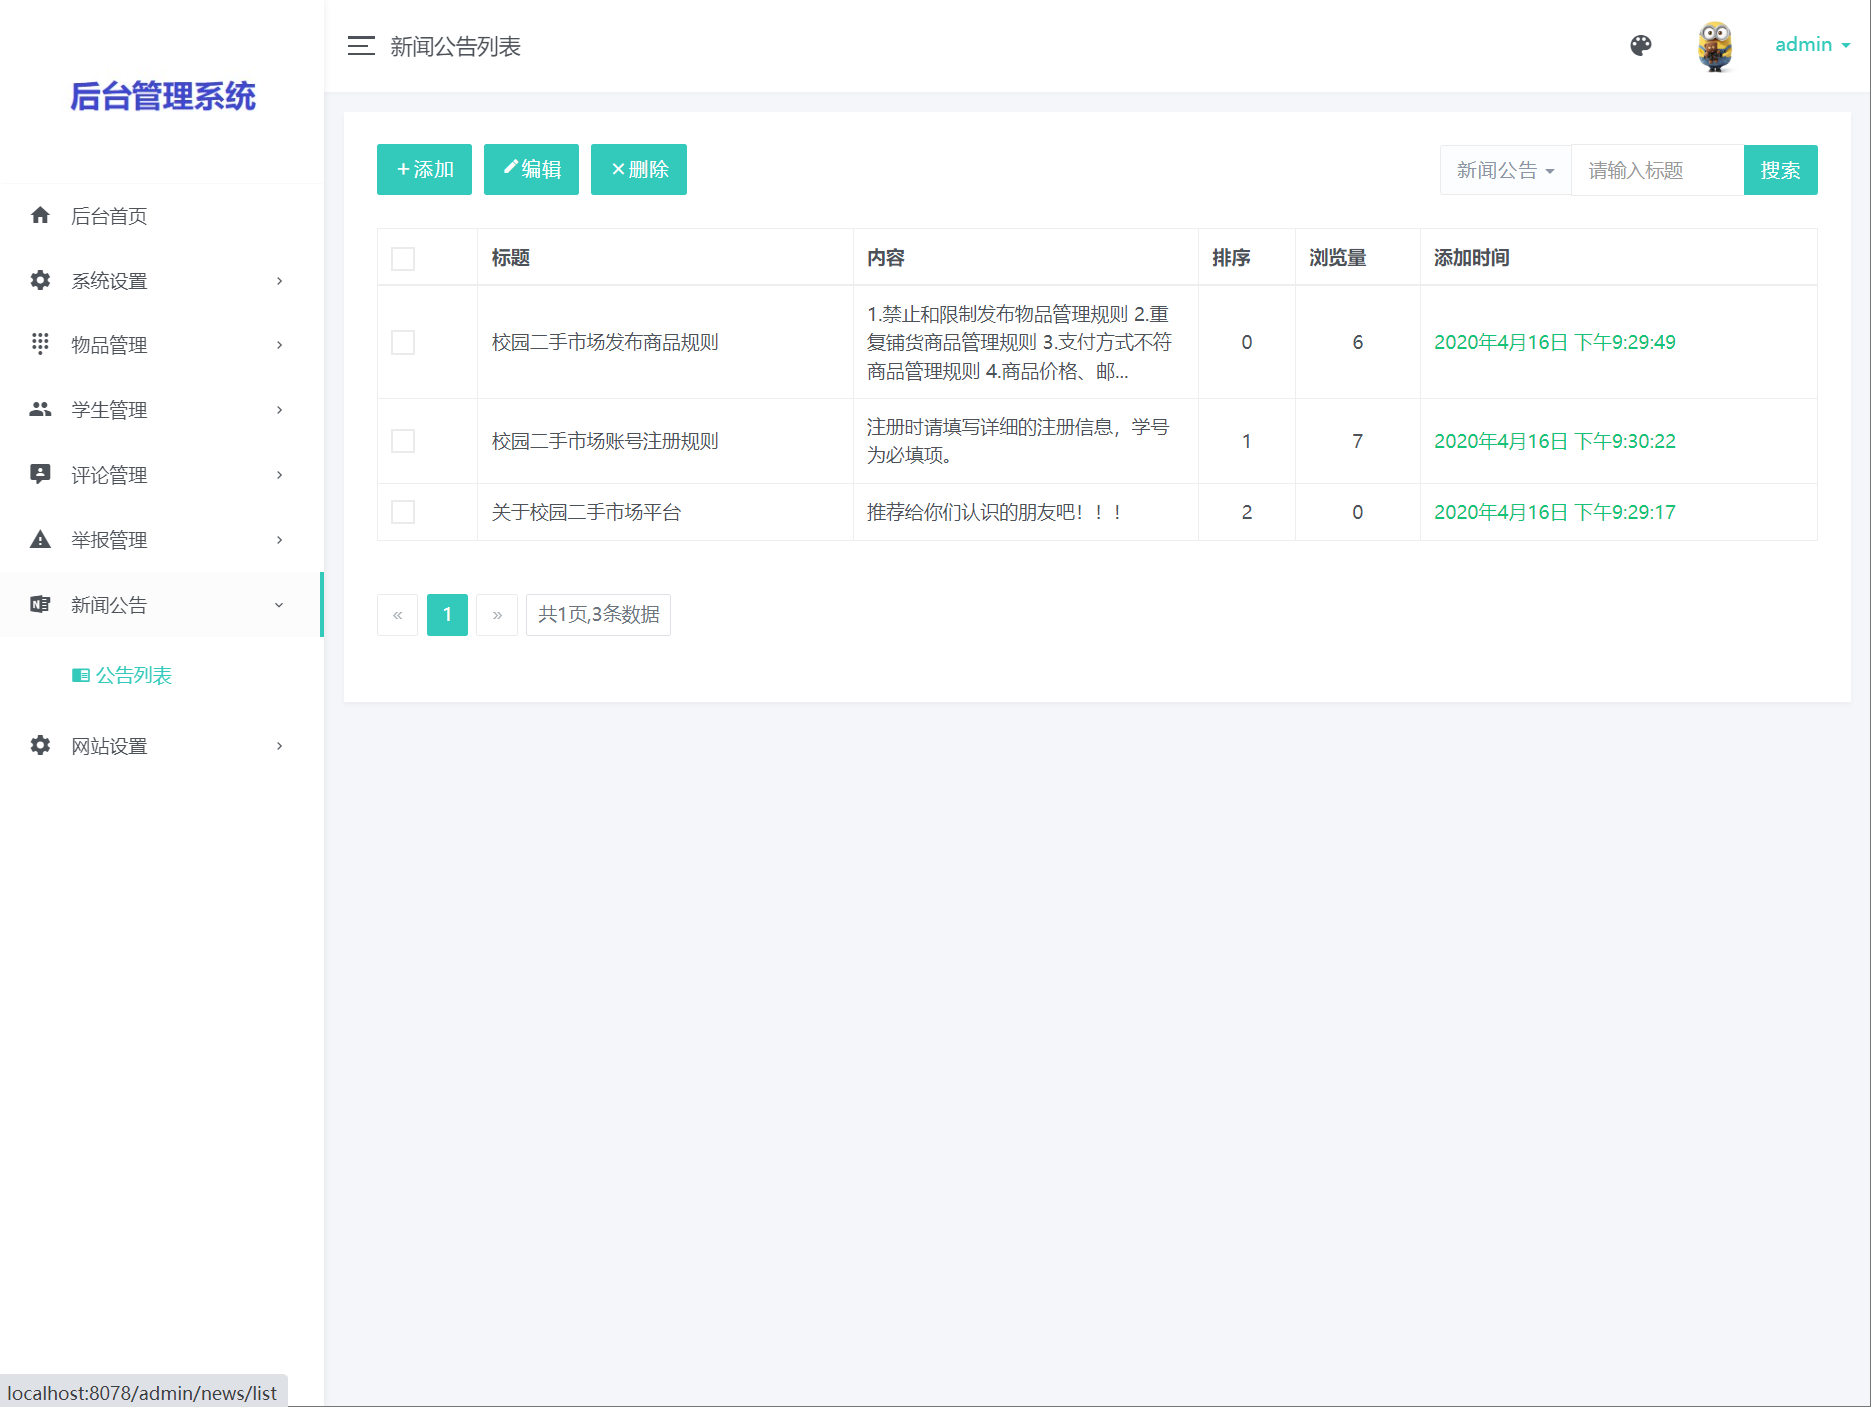 后台管理系统
后台首页
系统设置
物品管理
学生管理
评论管理
举报管理
新闻公告
公告列表
网站设置
新闻公告列表
admin
+添加
编辑
×删除
新闻公告
请输入标题
搜索
标题 内容 排序 浏览量 添加时间
校园二手市场发布商品规则
1.禁止和限制发布物品管理规则 2.重
复铺货商品管理规则 3.支付方式不符
商品管理规则 4.商品价格、邮...
0 6 2020年4月16日 下午9:29:49
校园二手市场账号注册规则
注册时请填写详细的注册信息，学号
为必填项。
1 7 2020年4月16日 下午9:30:22
关于校园二手市场平台 推荐给你们认识的朋友吧！！！ 2 0 2020年4月16日 下午9:29:17
« 1 » 共1页,3条数据
localhost:8078/admin/news/list